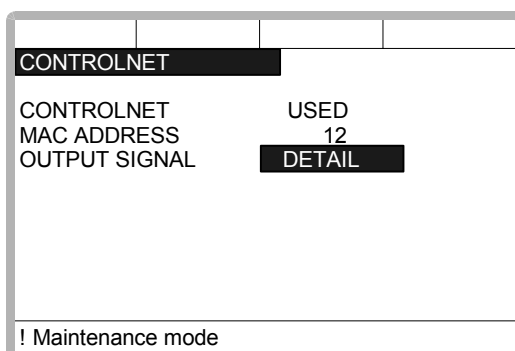 CONTROLNET
CONTROLNET USED
MAC ADDRESS 12
OUTPUT SIGNAL DETAIL
! Maintenance mode